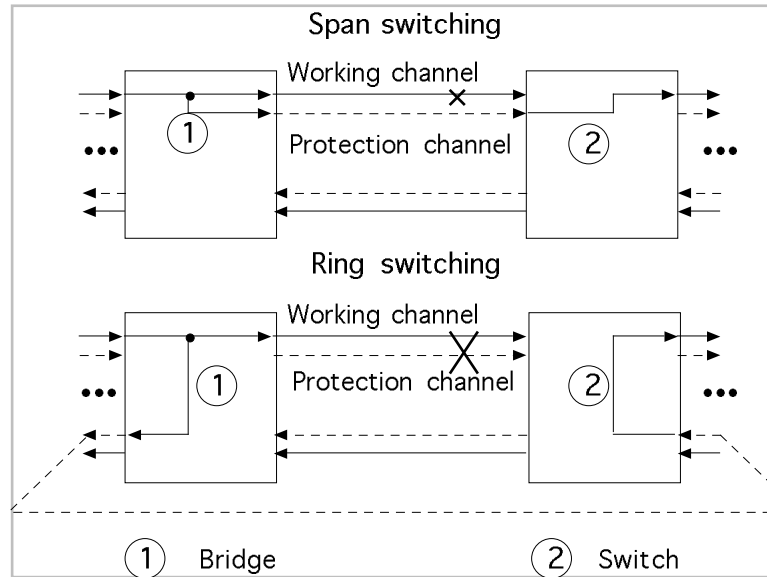 Span switching
Working channel
1
2
Protection channel
Ring switching
Working channel
1
2
Protection channel
1 Bridge
2 Switch